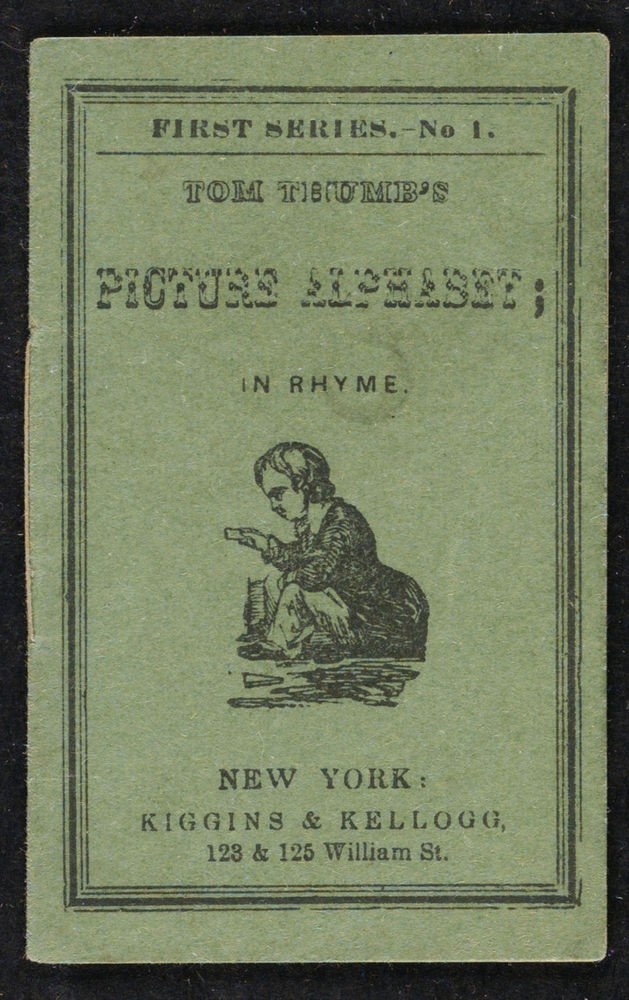 FIRST SERIES.-No 1.
TOM THUMB'S
PICTURE ALPHABET;
IN RHYME.
NEW YORK:
KIGGINS & KELLOGG,
123 & 125 William St.